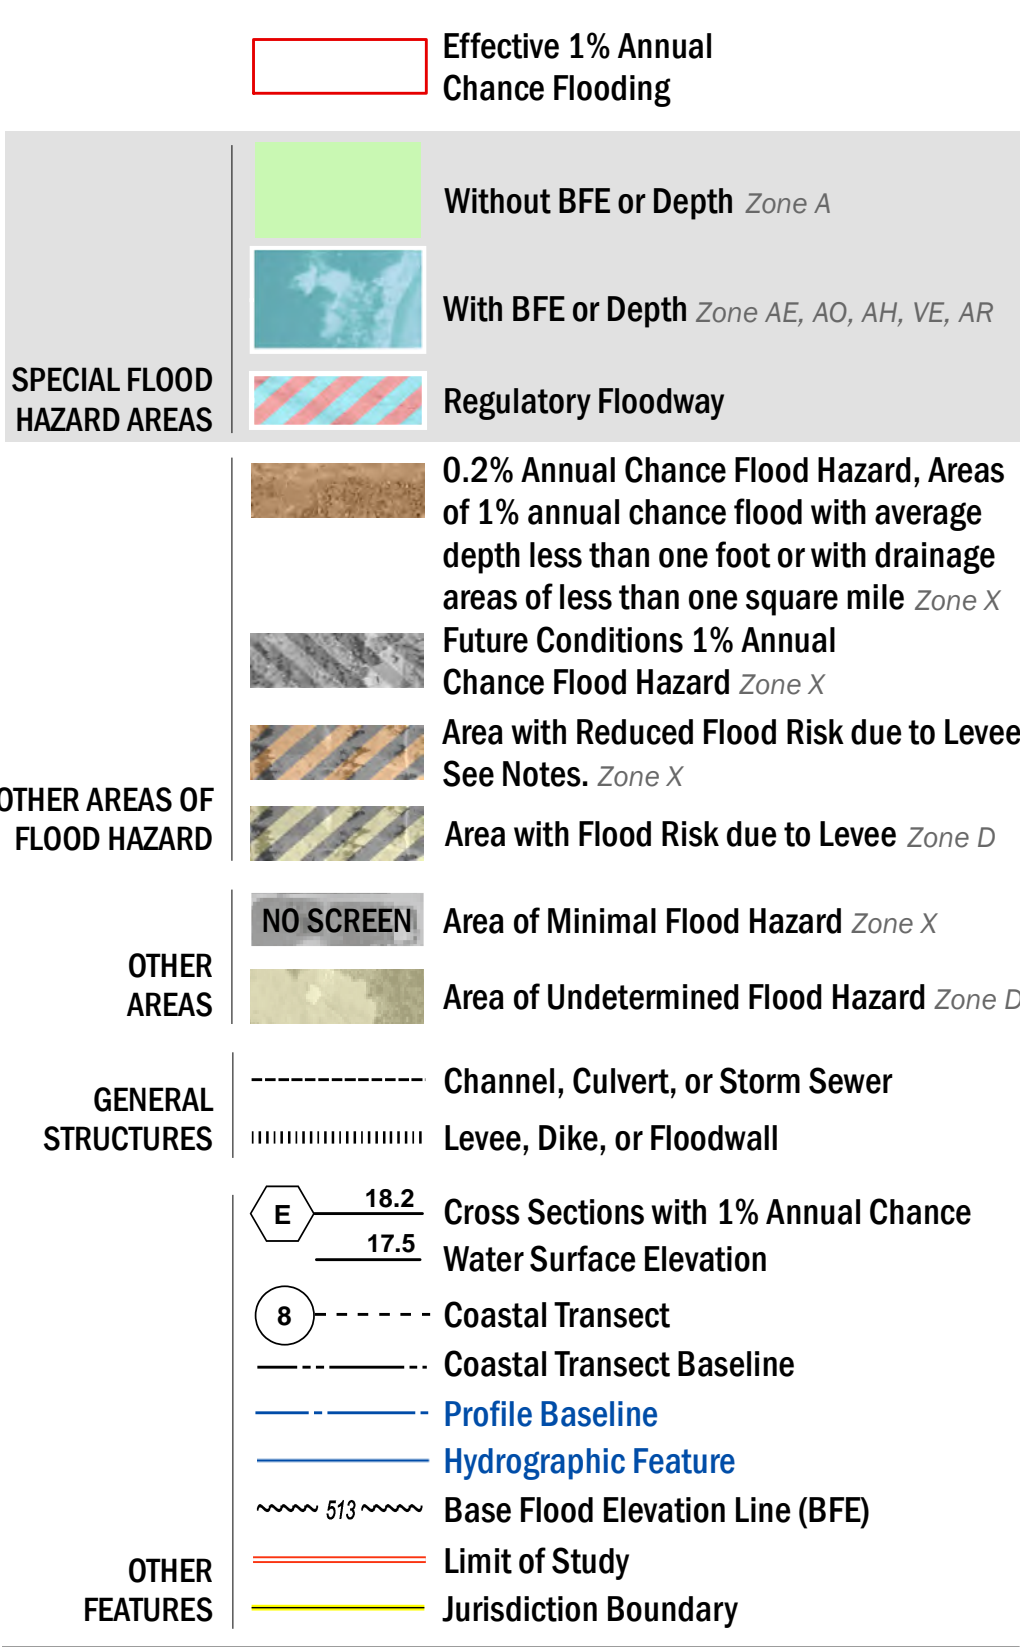 Effective 1% Annual
Chance Flooding
SPECIAL FLOOD
HAZARD AREAS
Without BFE or Depth Zone A
With BFE or Depth Zone AE, AO, AH, VE, AR
Regulatory Floodway
OTHER AREAS OF
FLOOD HAZARD
0.2% Annual Chance Flood Hazard, Areas
of 1% annual chance flood with average
depth less than one foot or with drainage
areas of less than one square mile Zone X
Future Conditions 1% Annual
Chance Flood Hazard Zone X
Area with Reduced Flood Risk due to Levee
See Notes. Zone X
Area with Flood Risk due to Levee Zone D
OTHER
AREAS
NO SCREEN Area of Minimal Flood Hazard Zone X
Area of Undetermined Flood Hazard Zone D
GENERAL
STRUCTURES
Channel, Culvert, or Storm Sewer
Levee, Dike, or Floodwall
OTHER
FEATURES
E 18.2 Cross Sections with 1% Annual Chance
17.5 Water Surface Elevation
8 Coastal Transect
Coastal Transect Baseline
Profile Baseline
Hydrographic Feature
513 Base Flood Elevation Line (BFE)
Limit of Study
Jurisdiction Boundary